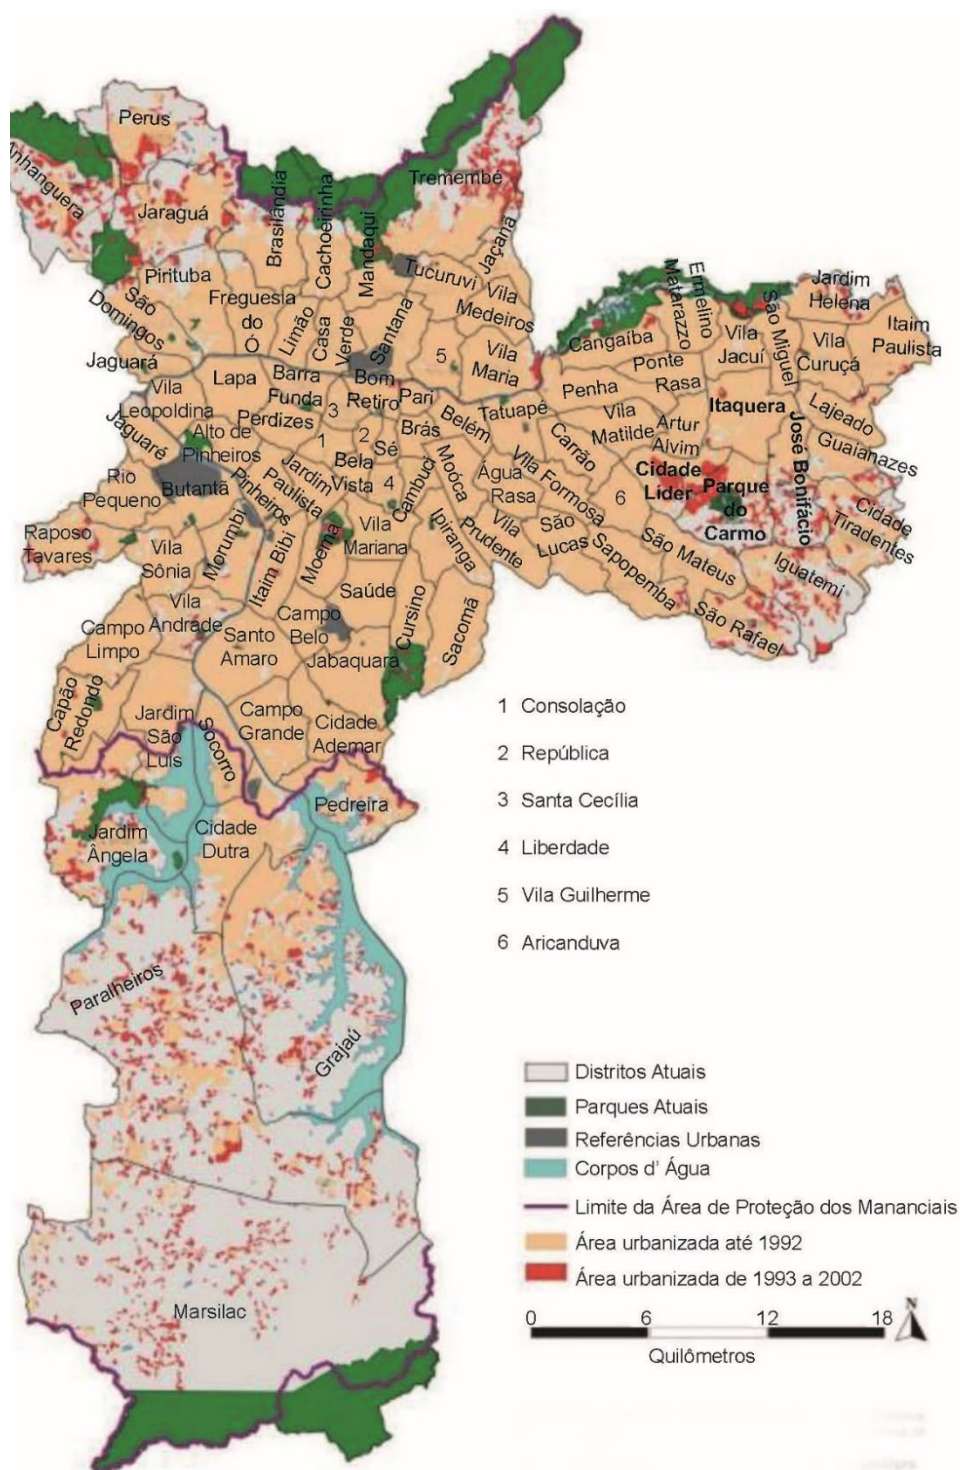 Perus
Anhanguera
Jaraguá
Brasilândia
Cachoeirinha
Mandaqui
Tremembé
Jaçanã
Pirituba
São
Domingos
Freguesla
do
Ó
Limão
Casa
Verde
Santana
Tucuruvi
Vila
Medeiros
Jaguará
Vila
Leopoldina
Lapa
Barra
Funda
Bom
Retiro
Pari
5
Vila
Maria
Cangaíba
Ermelino
Matarazzo
Vila
Jacuí
São Miguel
Jardim
Helena
Vila
Curuçá
Itaim
Paulista
Penha
Ponte
Rasa
Itaquera
Lajeado
Guaianazes
José Bonifácio
Jaguaré
Alto de
Pinheiros
Perdizes
3
1
2
Sé
Brás
Belém
Tatuapé
Carrão
Vila
Matilde
Artur
Alvim
Rio
Pequeno
Butantã
Pinheiros
Jardim
Paulista
Bela
Vista
4
Cambuci
Moóca
Água
Rasa
Vila Formosa
6
Cidade
Líder
Parque
do
Carmo
Cidade
Tiradentes
Raposo
Tavares
Vila
Sônia
Morumbi
Itaim Bibi
Moema
Vila
Mariana
Ipiranga
Vila
Prudente
São
Lucas
Sapopemba
São Mateus
Iguatemi
São Rafael
Campo
Limpo
Vila
Andrade
Santo
Amaro
Campo
Belo
Saúde
Jabaquara
Cursino
Sacomã
Capão
Redondo
Jardim
São
Luis
Socorro
Campo
Grande
Cidade
Ademar
Pedreira
Jardim
Ângela
Cidade
Dutra
Paralheiros
Grajaú
Marsilac
1 Consolação
2 República
3 Santa Cecília
4 Liberdade
5 Vila Guilherme
6 Aricanduva
Distritos Atuais
Parques Atuais
Referências Urbanas
Corpos d' Água
Limite da Área de Proteção dos Mananciais
Área urbanizada até 1992
Área urbanizada de 1993 a 2002
0 6 12 18
Quilômetros
N